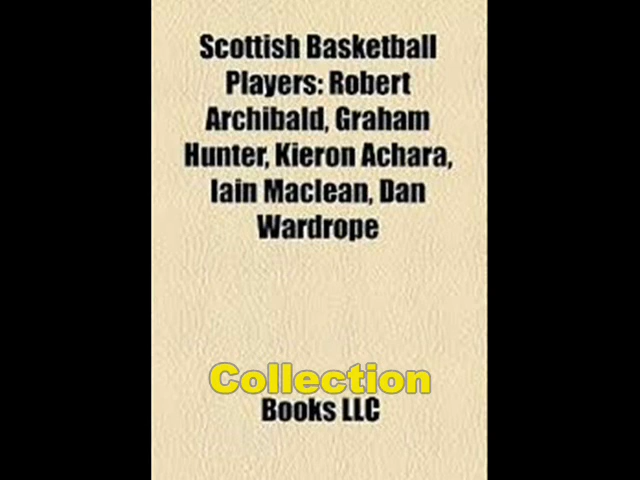 Scottish Basketball
Players: Robert
Archibald, Graham
Hunter, Kieron Achara,
Iain Maclean, Dan
Wardrope
Collection
Books LLC